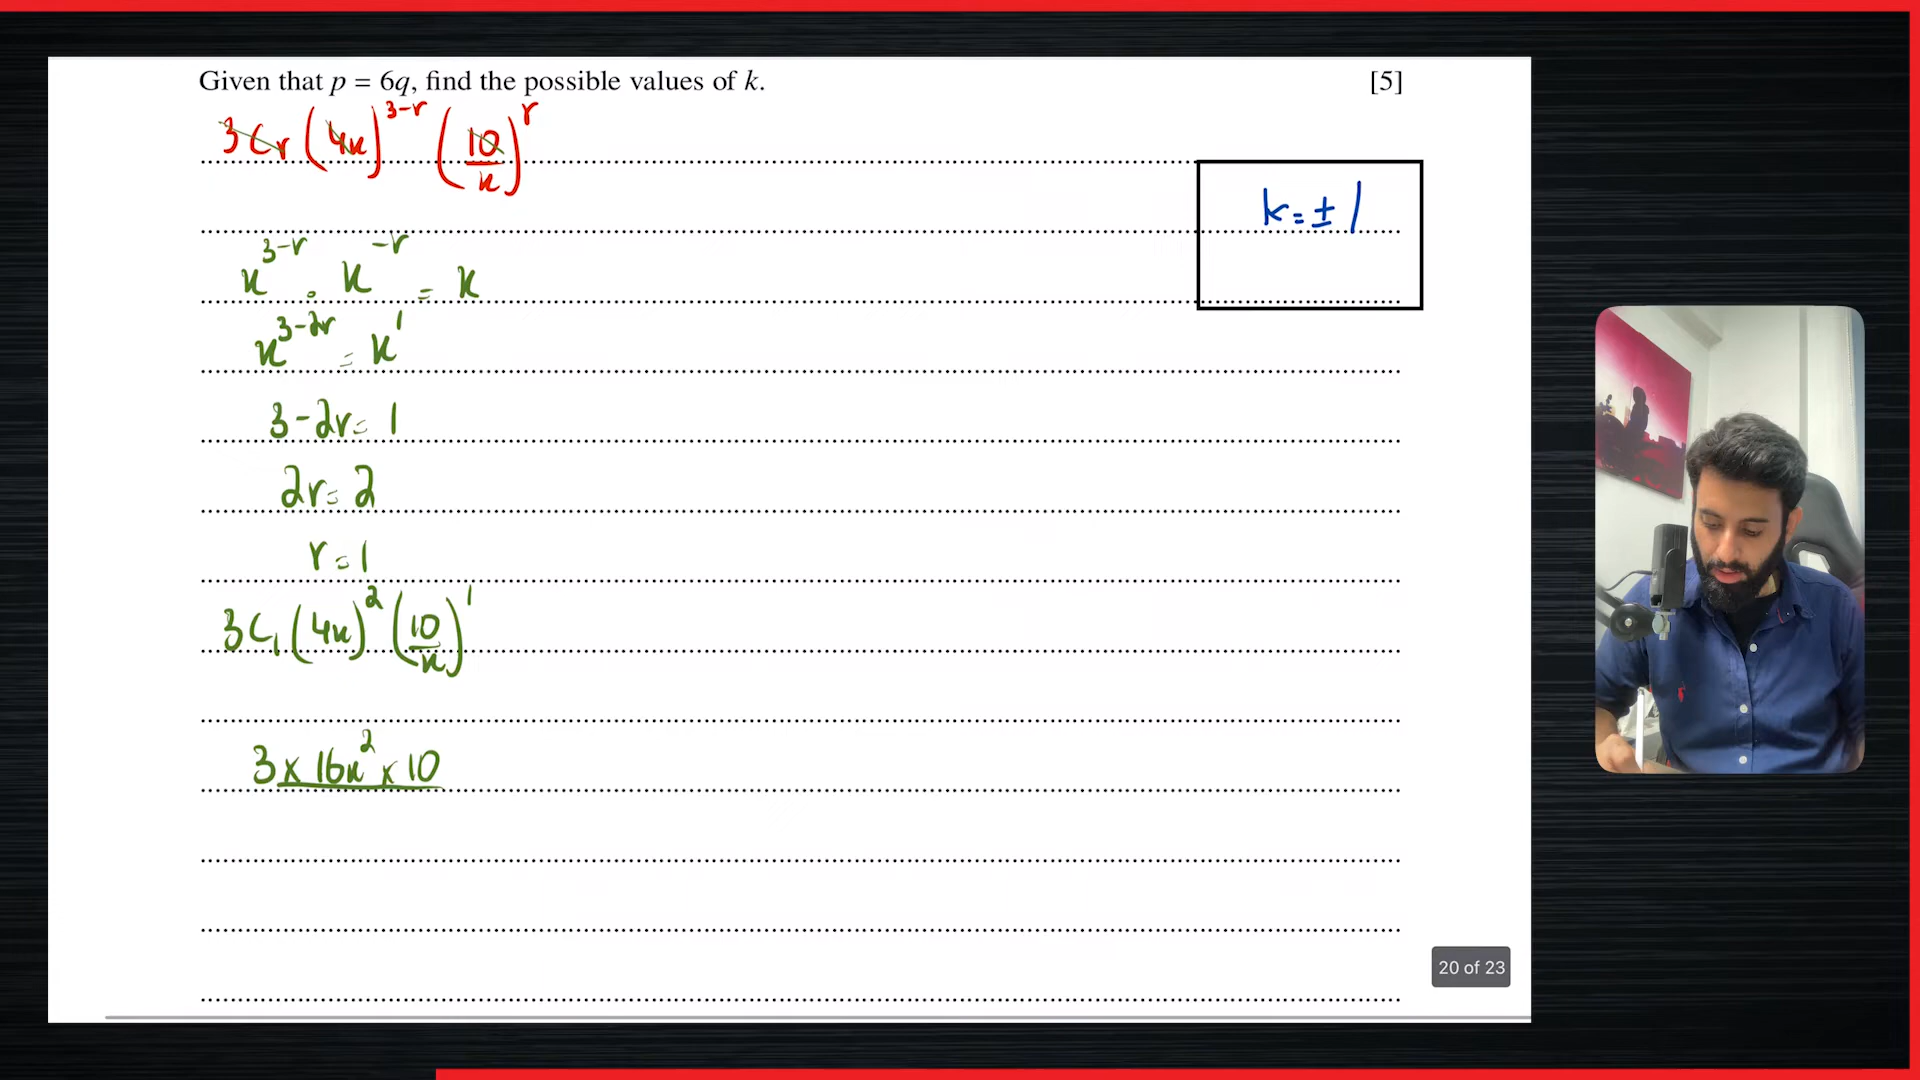 Given that p = 6q, find the possible values of k. [5]
3Cr (4x)^3-r (10/x)^r
k = ± 1
x^3-r . x^-r = x
x^3-2r = x^1
3-2r = 1
2r = 2
r = 1
3C1 (4x)^2 (10/x)^1
3 × 16x^2 × 10
20 of 23